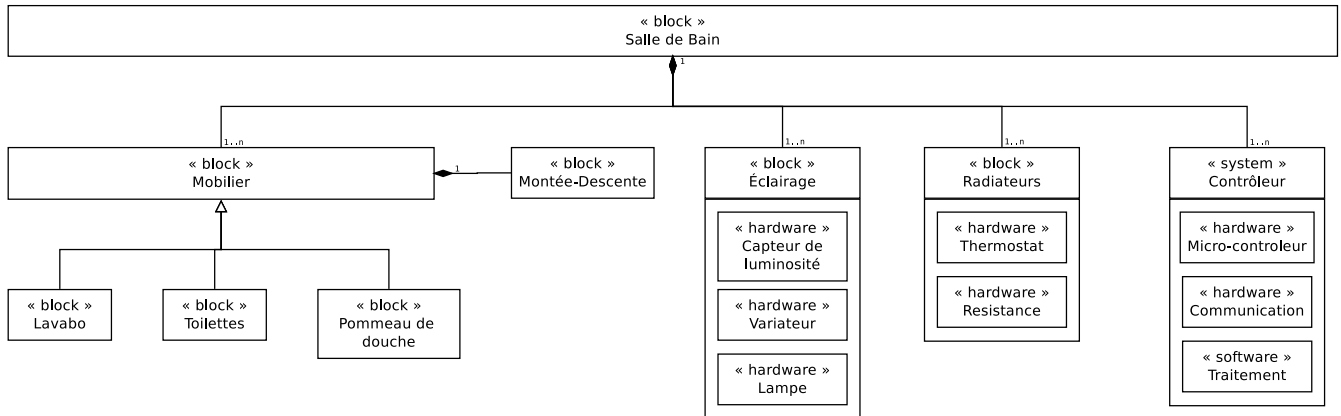 « block »
Salle de Bain
1
1..n
1..n
1..n
1..n
« block »
Mobilier
1
« block »
Montée-Descente
« block »
Éclairage
« block »
Radiateurs
« system »
Contrôleur
« hardware »
Capteur de
luminosité
« hardware »
Variateur
« hardware »
Lampe
« hardware »
Thermostat
« hardware »
Resistance
« hardware »
Micro-controleur
« hardware »
Communication
« software »
Traitement
« block »
Lavabo
« block »
Toilettes
« block »
Pommeau de
douche